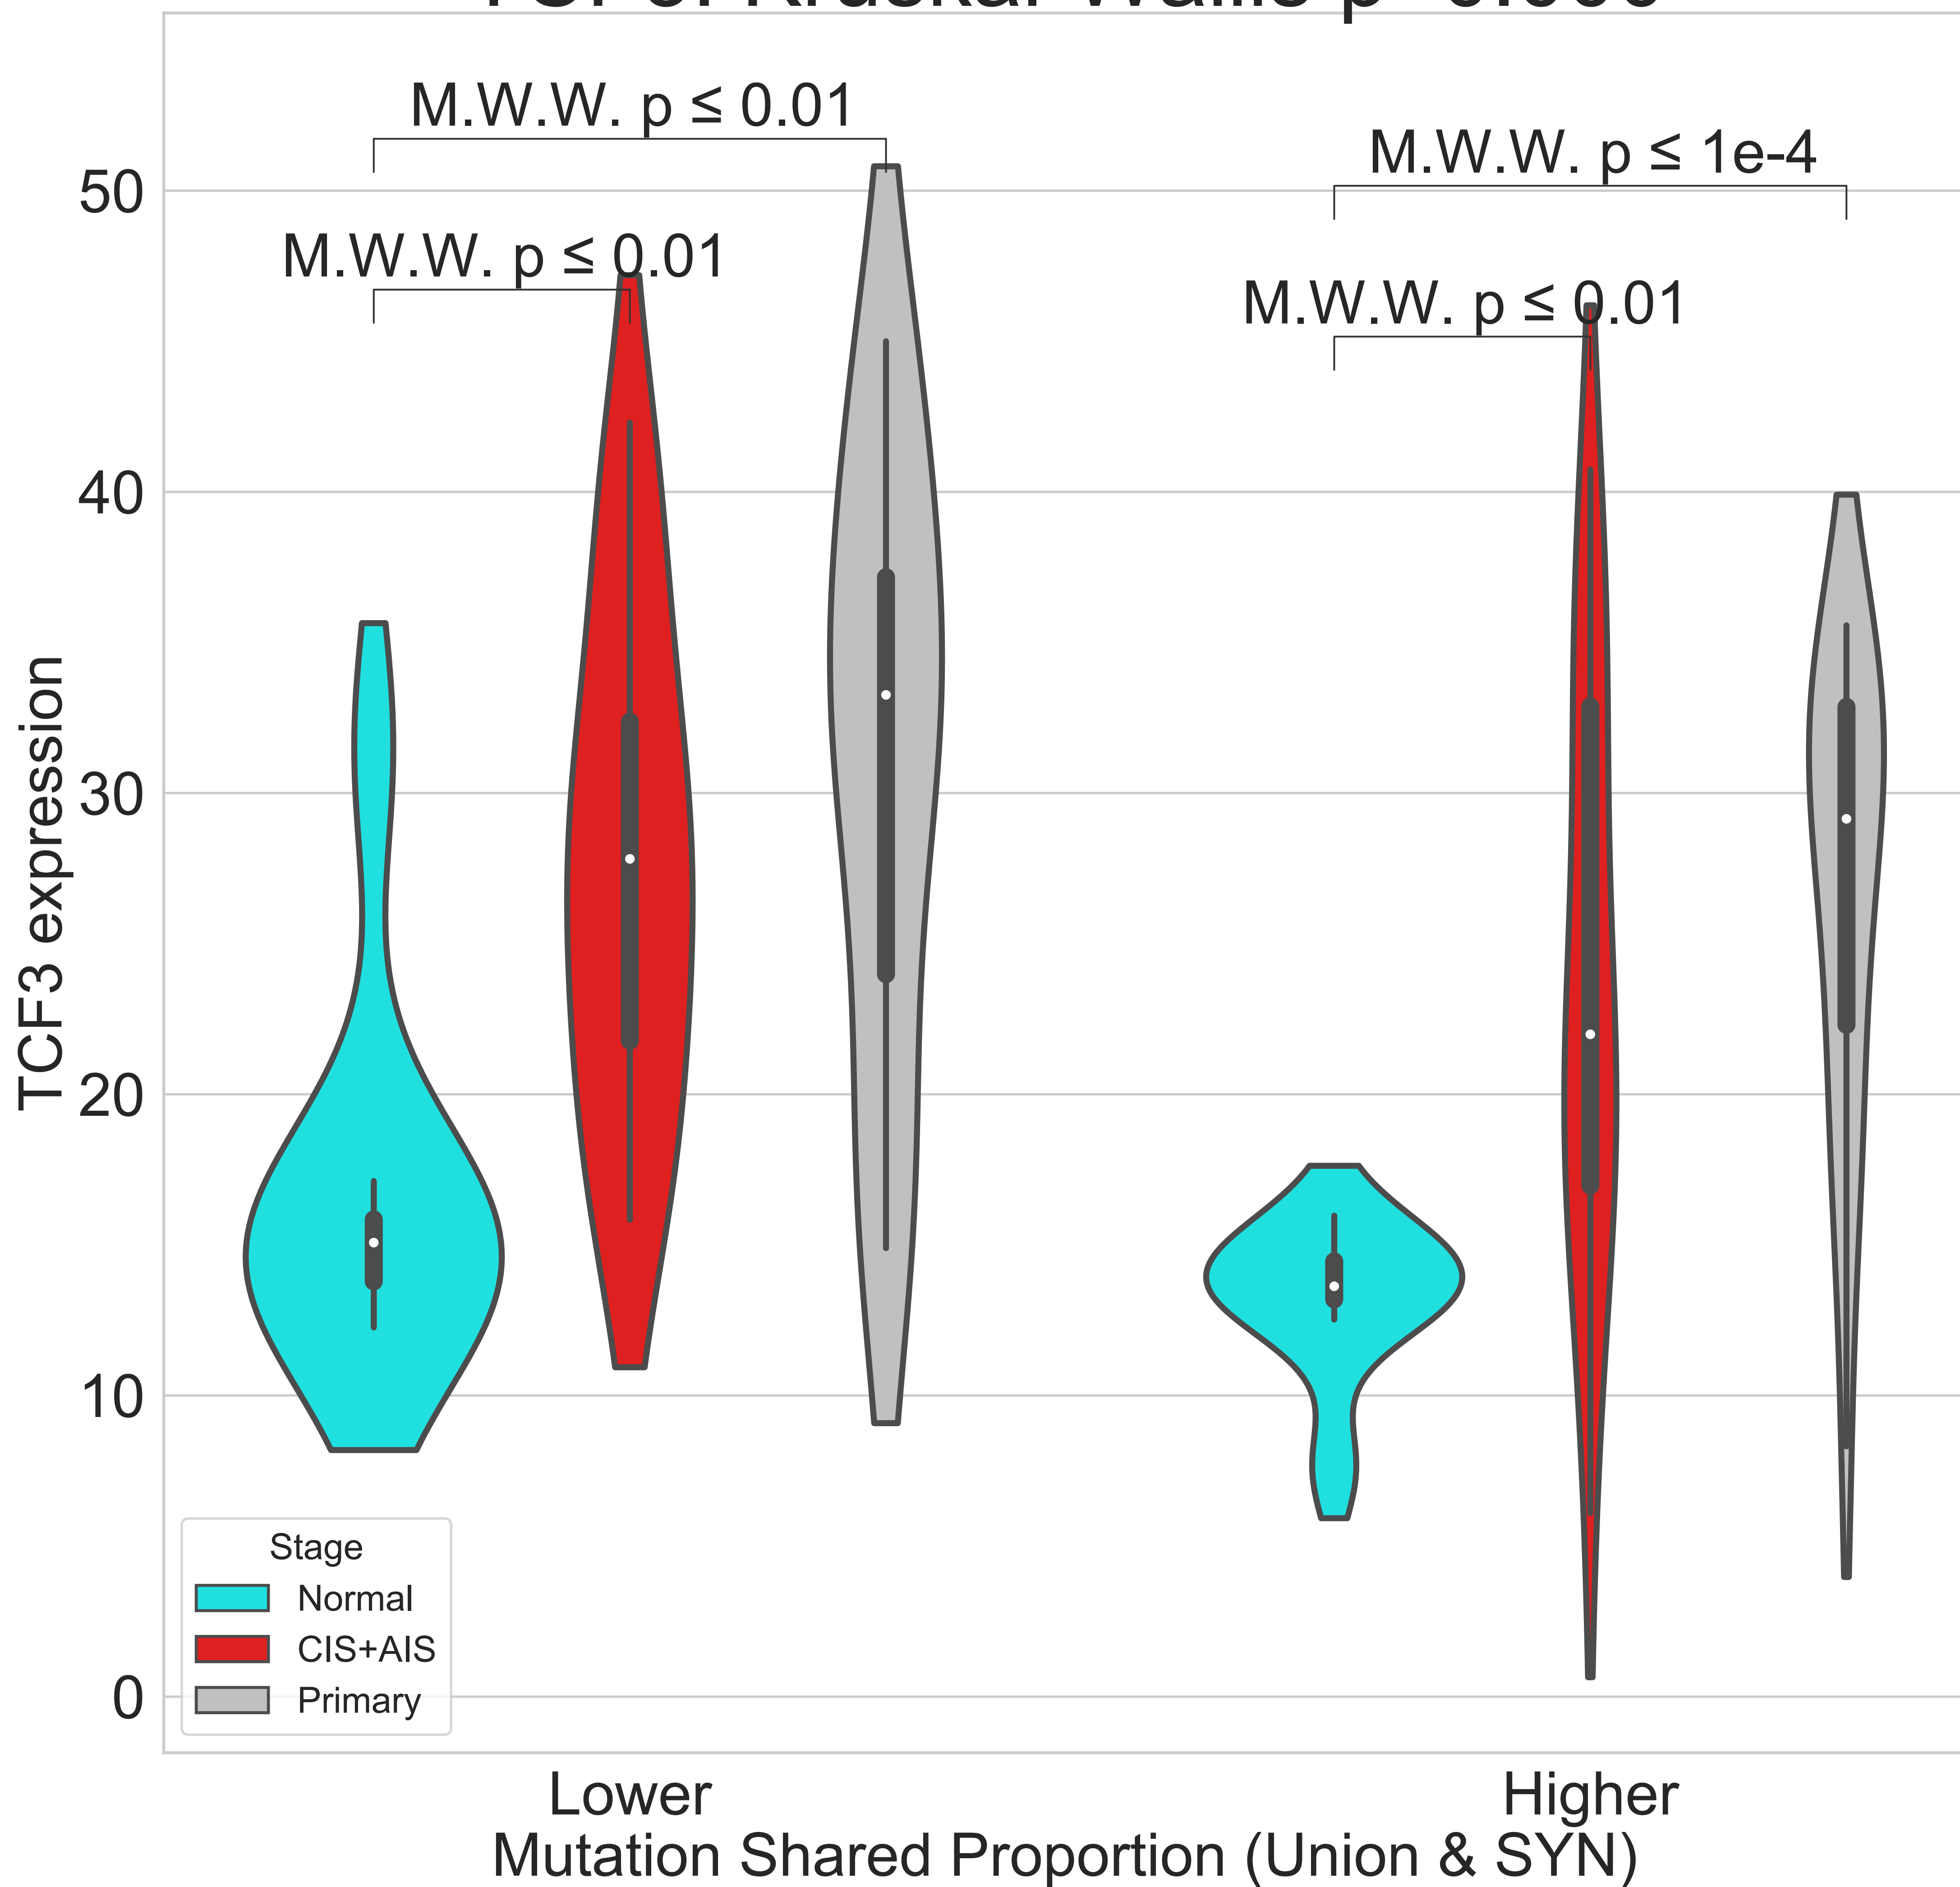 M.W.W. p ≤ 0.01
M.W.W. p ≤ 1e-4
M.W.W. p ≤ 0.01
M.W.W. p ≤ 0.01
50
40
30
20
10
0
TCF3 expression
Stage
Normal
CIS+AIS
Primary
Lower
Higher
Mutation Shared Proportion (Union & SYN)